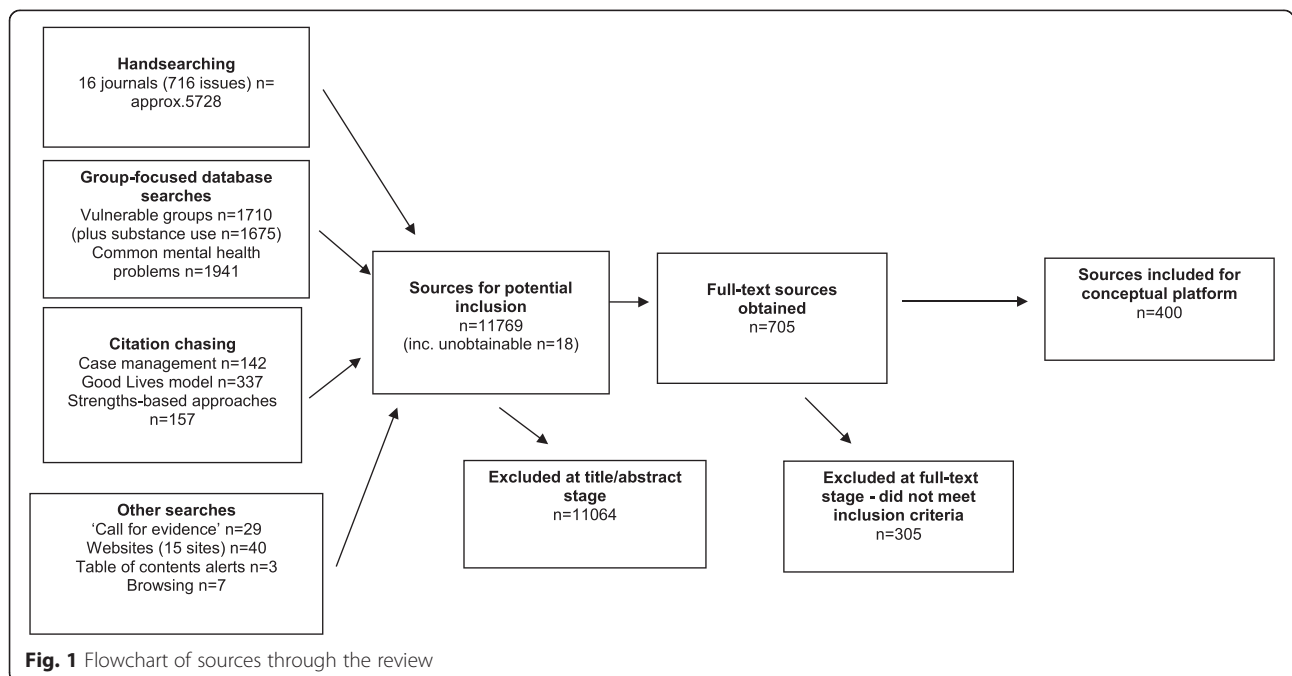 Handsearching
16 journals (716 issues) n=
approx.5728
Group-focused database
searches
Vulnerable groups n=1710
(plus substance use n=1675)
Common mental health
problems n=1941
Citation chasing
Case management n=142
Good Lives model n=337
Strengths-based approaches
n=157
Other searches
‘Call for evidence’ n=29
Websites (15 sites) n=40
Table of contents alerts n=3
Browsing n=7
Sources for potential
inclusion
n=11769
(inc. unobtainable n=18)
Excluded at title/abstract
stage
n=11064
Full-text sources
obtained
n=705
Excluded at full-text
stage - did not meet
inclusion criteria
n=305
Sources included for
conceptual platform
n=400
Fig. 1 Flowchart of sources through the review